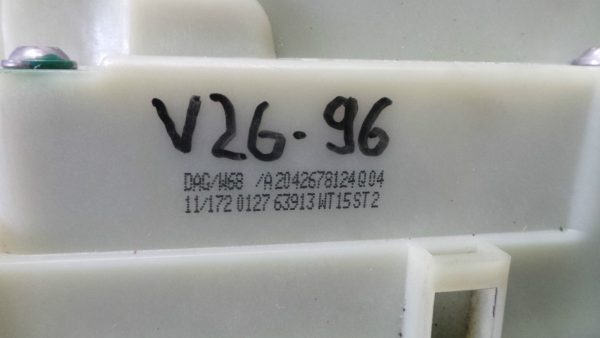 V26-96
DAG/W68 /A2042678124Q04
11/172 0127 63913 WT15ST2